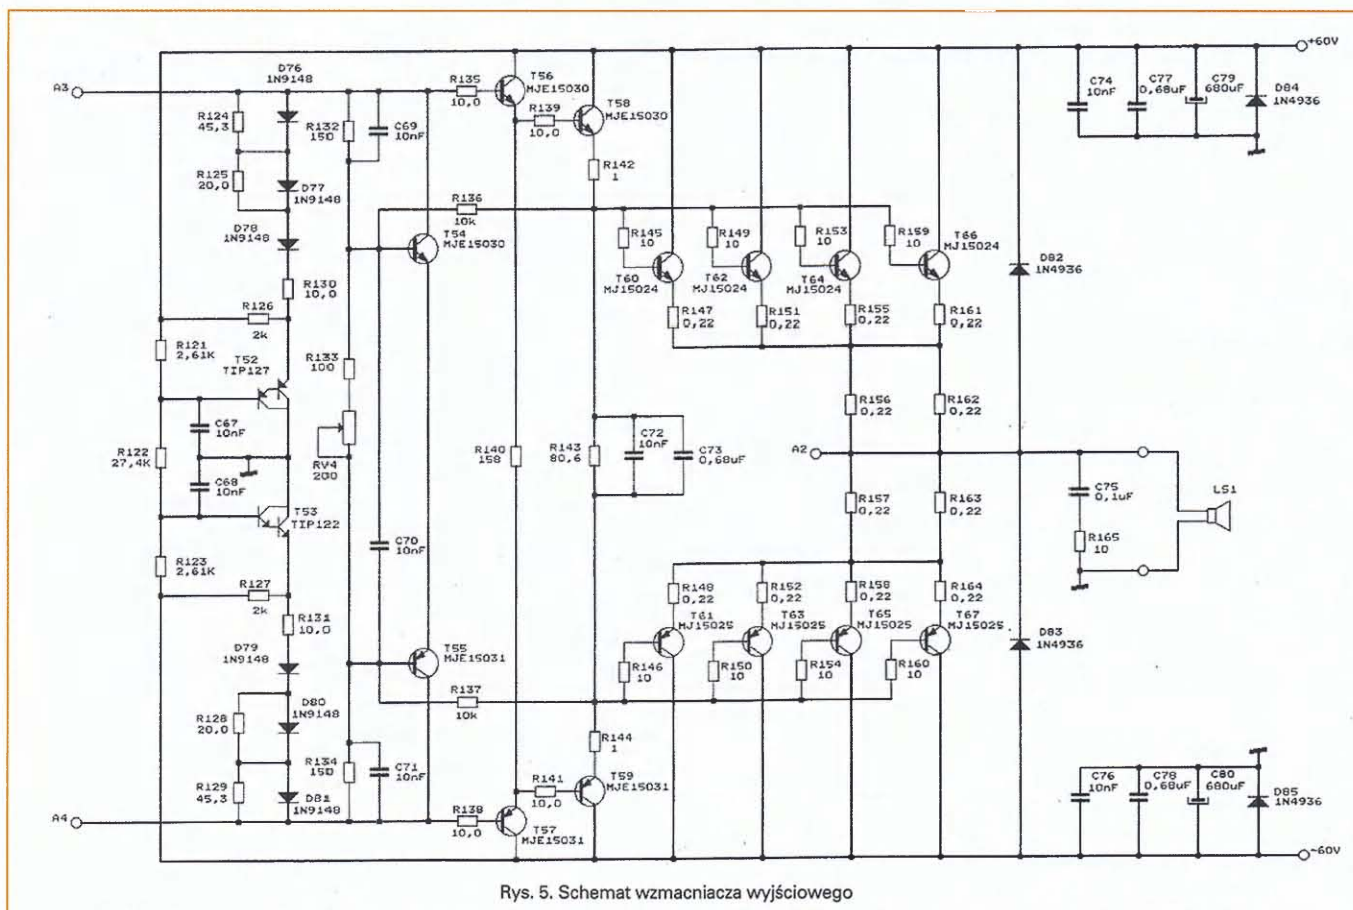 +60V
A3
D76
1N9148
R124
45,3
R125
20,0
D77
1N9148
D78
1N9148
R130
10,0
R126
2k
R121
2,61K
T52
TIP127
C67
10nF
R122
27,4K
C68
10nF
T53
TIP122
R123
2,61K
R127
2k
R131
10,0
D79
1N9148
D80
1N9148
R128
20,0
R129
45,3
D81
1N9148
A4
R132
150
C69
10nF
R133
100
RV4
200
R134
150
C71
10nF
T54
MJE15030
C70
10nF
T55
MJE15031
R135
10,0
R136
10k
R137
10k
R138
10,0
T56
MJE15030
R139
10,0
T58
MJE15030
R142
1
R140
158
R143
80,6
C72
10nF
C73
0,68uF
R144
1
R141
10,0
T59
MJE15031
T57
MJE15031
R145
10
R149
10
R153
10
R159
10
T60
MJ15024
T62
MJ15024
T64
MJ15024
T66
MJ15024
R147
0,22
R151
0,22
R155
0,22
R161
0,22
R156
0,22
R162
0,22
A2
R157
0,22
R163
0,22
R148
0,22
R152
0,22
R158
0,22
R164
0,22
T61
MJ15025
T63
MJ15025
T65
MJ15025
T67
MJ15025
R146
10
R150
10
R154
10
R160
10
D82
1N4936
D83
1N4936
C74
10nF
C77
0,68uF
C79
680uF
D84
1N4936
C75
0,1uF
R165
10
LS1
C76
10nF
C78
0,68uF
C80
680uF
D85
1N4936
~60V
Rys. 5. Schemat wzmacniacza wyjściowego